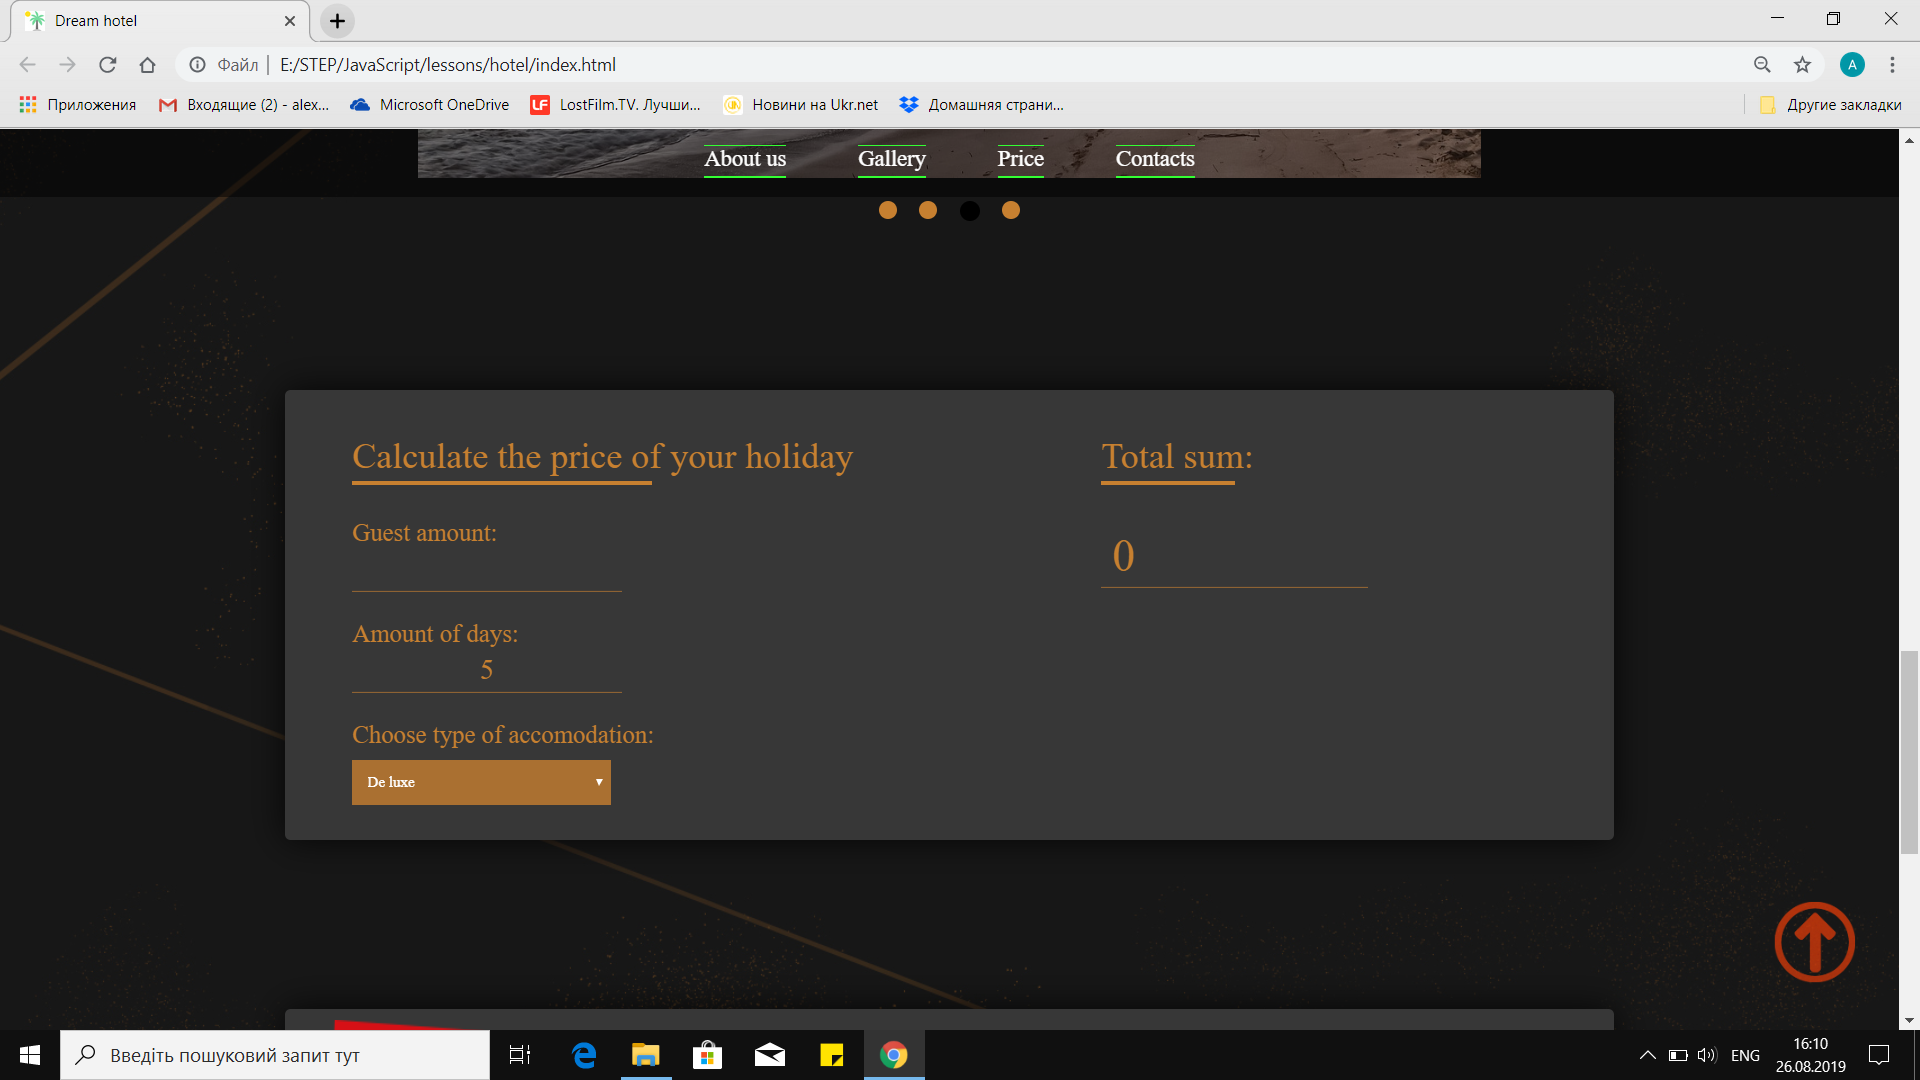 Dream hotel
Файл | E:/STEP/JavaScript/lessons/hotel/index.html
A
Приложения
Входящие (2) - alex...
Microsoft OneDrive
LF
LostFilm.TV. Лучши...
Новини на Ukr.net
Домашняя страни...
Другие закладки
About us
Gallery
Price
Contacts
Calculate the price of your holiday
Total sum:
Guest amount:
0
Amount of days:
5
Choose type of accomodation:
De luxe
Введіть пошуковий запит тут
ENG
16:10
26.08.2019